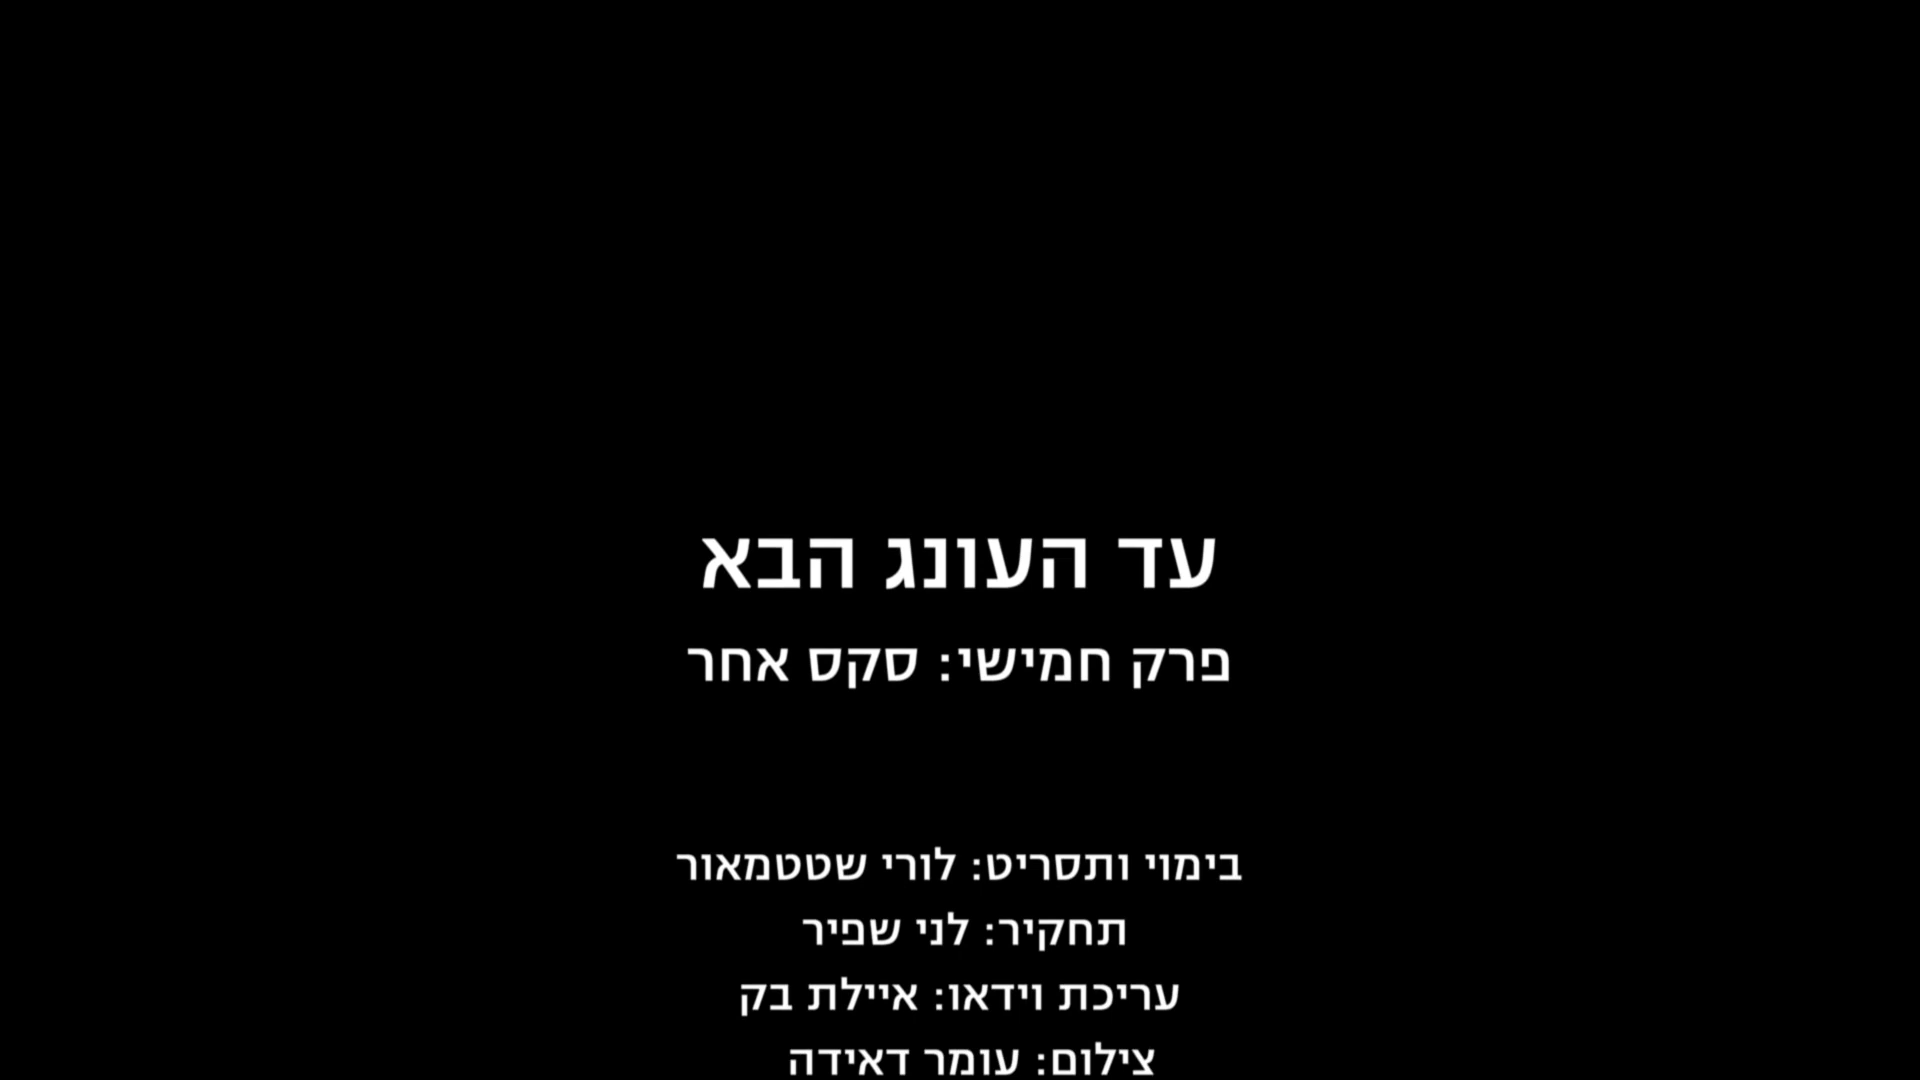 עד העונג הבא
פרק חמישי: סקס אחר
בימוי ותסריט: לורי שטטמאור
תחקיר: לני שפיר
עריכת וידאו: איילת בק
צילום: עומר דאידה